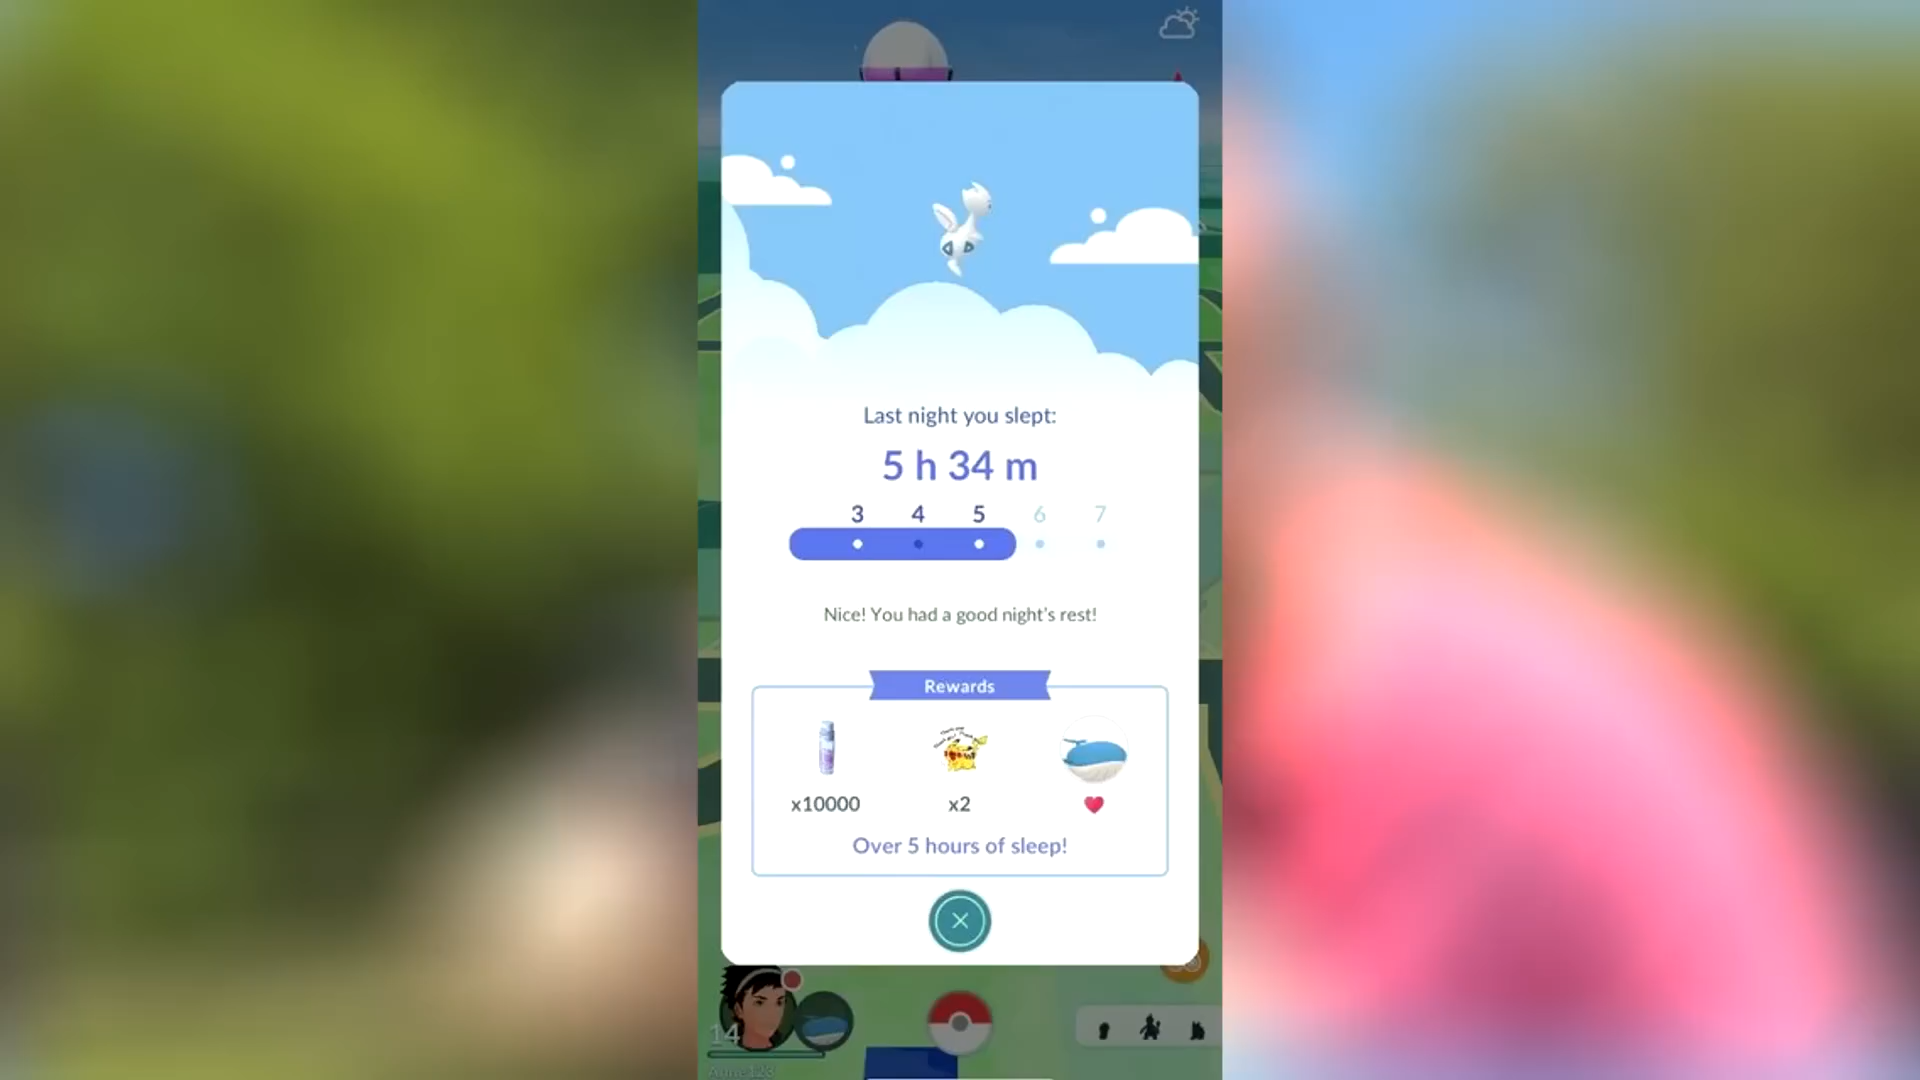 Last night you slept:
5 h 34 m
3 4 5 6 7
Nice! You had a good night's rest!
Rewards
x10000 x2
Over 5 hours of sleep!
14